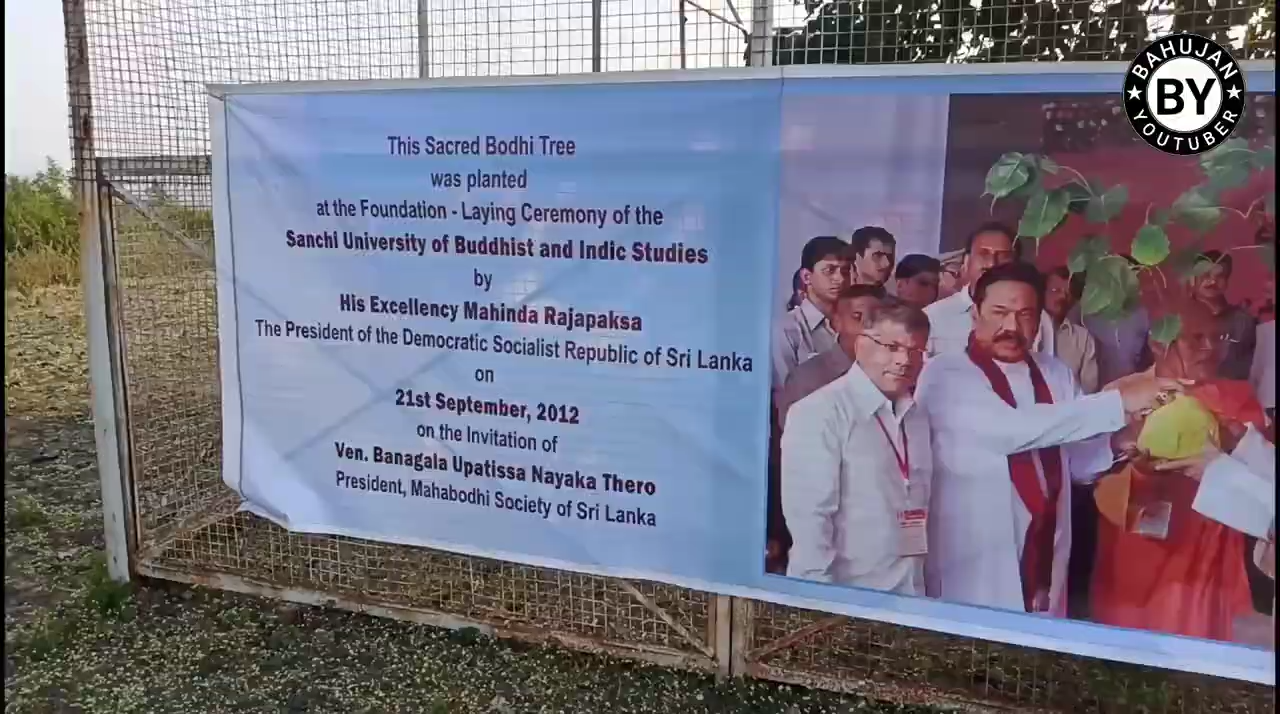 This Sacred Bodhi Tree
was planted
at the Foundation - Laying Ceremony of the
Sanchi University of Buddhist and Indic Studies
by
His Excellency Mahinda Rajapaksa
The President of the Democratic Socialist Republic of Sri Lanka
on
21st September, 2012
on the Invitation of
Ven. Banagala Upatissa Nayaka Thero
President, Mahabodhi Society of Sri Lanka
BAHUJAN
BY
YOUTUBER